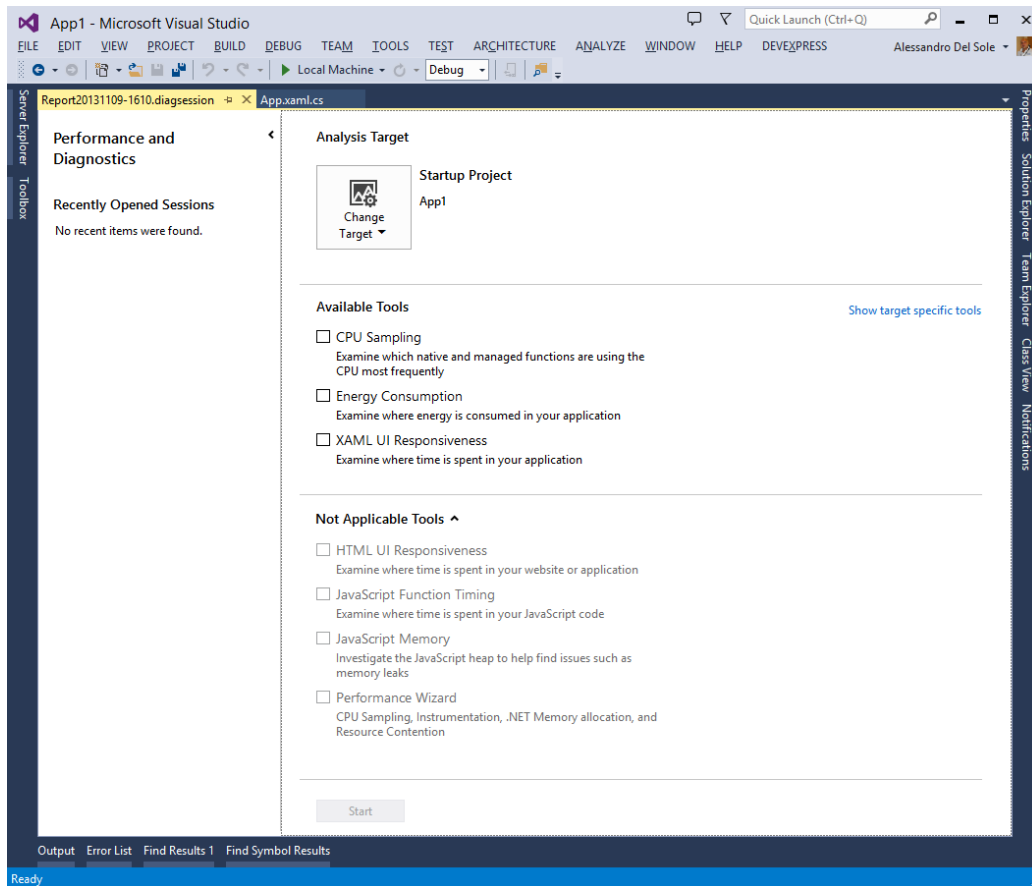 App1 - Microsoft Visual Studio
Quick Launch (Ctrl+Q)
FILE EDIT VIEW PROJECT BUILD DEBUG TEAM TOOLS TEST ARCHITECTURE ANALYZE WINDOW HELP DEVEXPRESS Alessandro Del Sole
Local Machine Debug
Server Explorer
Toolbox
Report20131109-1610.diagsession App.xaml.cs
Performance and
Diagnostics
Recently Opened Sessions
No recent items were found.
Analysis Target
Change
Target
Startup Project
App1
Available Tools
Show target specific tools
CPU Sampling
Examine which native and managed functions are using the
CPU most frequently
Energy Consumption
Examine where energy is consumed in your application
XAML UI Responsiveness
Examine where time is spent in your application
Not Applicable Tools
HTML UI Responsiveness
Examine where time is spent in your website or application
JavaScript Function Timing
Examine where time is spent in your JavaScript code
JavaScript Memory
Investigate the JavaScript heap to help find issues such as
memory leaks
Performance Wizard
CPU Sampling, Instrumentation, .NET Memory allocation, and
Resource Contention
Start
Properties
Solution Explorer
Team Explorer
Class View
Notifications
Output Error List Find Results 1 Find Symbol Results
Ready